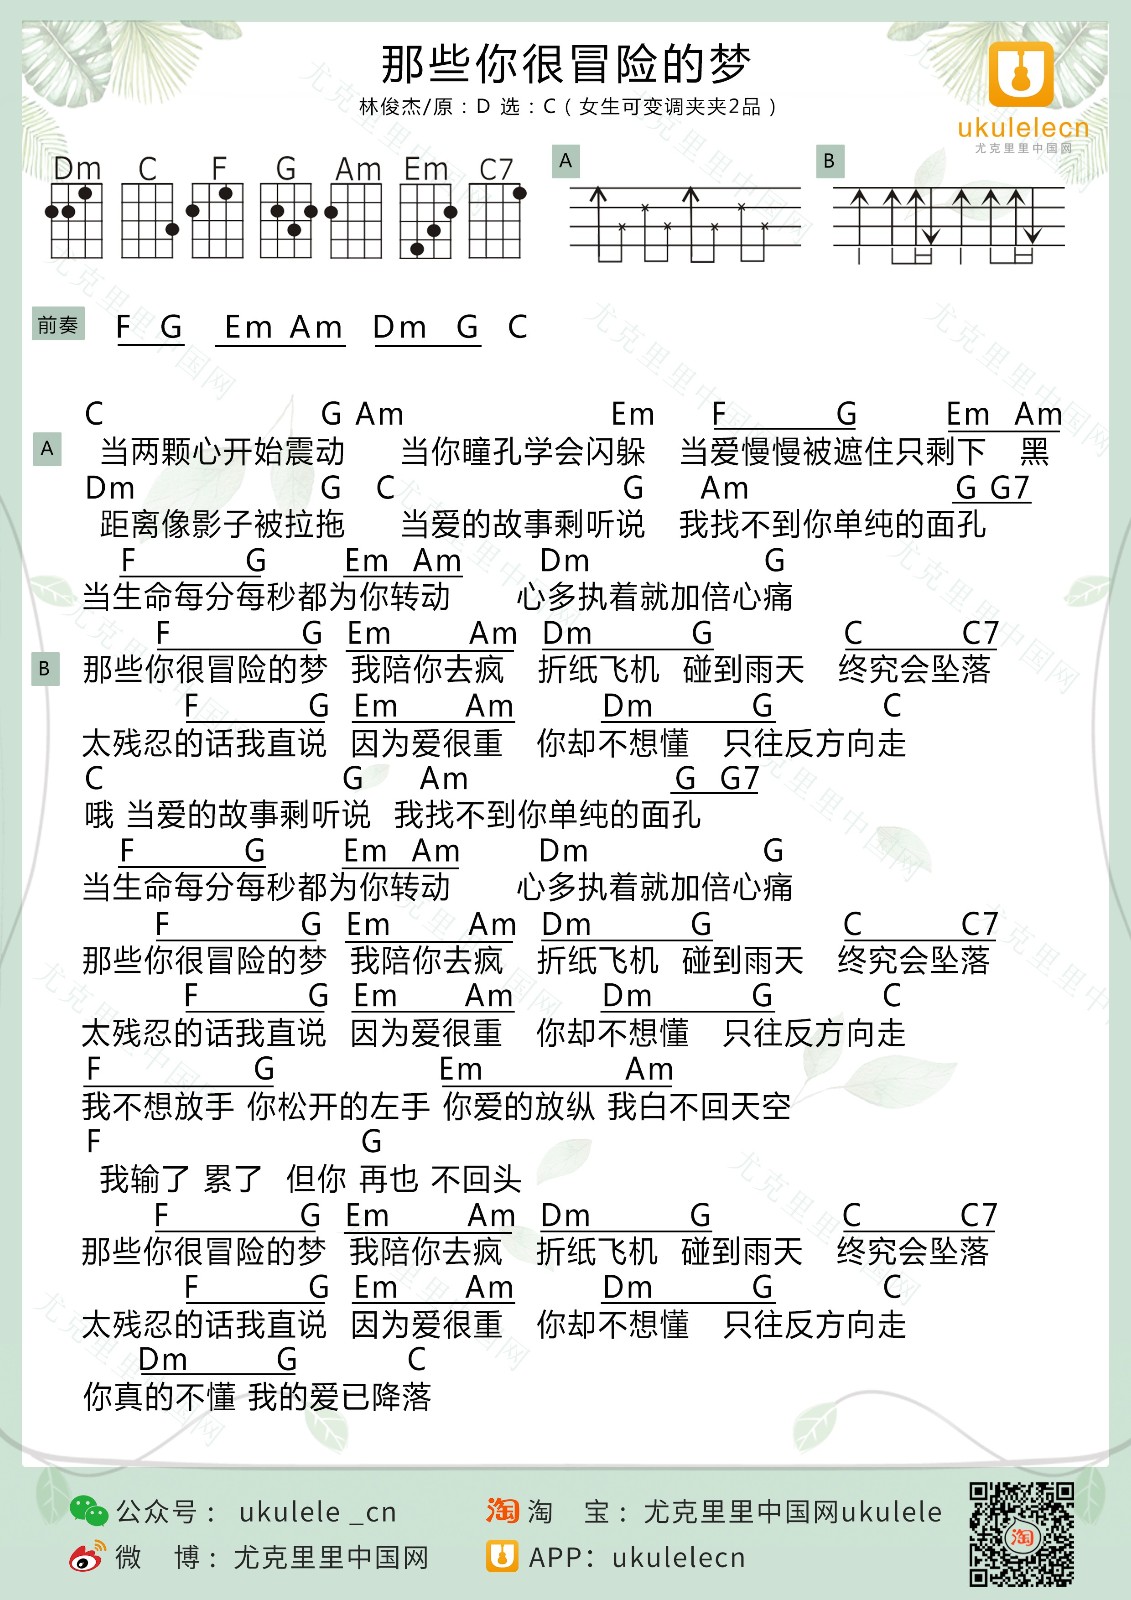 那些你很冒险的梦
林俊杰/原：D 选：C（女生可变调夹夹2品）
ukulelecn
尤克里里中国网
Dm C F G Am Em C7
A
B
前奏 F G Em Am Dm G C
C G Am Em F G Em Am
A 当两颗心开始震动 当你瞳孔学会闪躲 当爱慢慢被遮住只剩下 黑
Dm G C G Am G G7
距离像影子被拉拖 当爱的故事剩听说 我找不到你单纯的面孔
F G Em Am Dm G
当生命每分每秒都为你转动 心多执着就加倍心痛
F G Em Am Dm G C C7
B 那些你很冒险的梦 我陪你去疯 折纸飞机 碰到雨天 终究会坠落
F G Em Am Dm G C
太残忍的话我直说 因为爱很重 你却不想懂 只往反方向走
C G Am G G7
哦 当爱的故事剩听说 我找不到你单纯的面孔
F G Em Am Dm G
当生命每分每秒都为你转动 心多执着就加倍心痛
F G Em Am Dm G C C7
那些你很冒险的梦 我陪你去疯 折纸飞机 碰到雨天 终究会坠落
F G Em Am Dm G C
太残忍的话我直说 因为爱很重 你却不想懂 只往反方向走
F G Em Am
我不想放手 你松开的左手 你爱的放纵 我白不回天空
F G
我输了 累了 但你 再也 不回头
F G Em Am Dm G C C7
那些你很冒险的梦 我陪你去疯 折纸飞机 碰到雨天 终究会坠落
F G Em Am Dm G C
太残忍的话我直说 因为爱很重 你却不想懂 只往反方向走
Dm G C
你真的不懂 我的爱已降落
公众号： ukulele _cn 淘 淘 宝：尤克里里中国网ukulele
微 博：尤克里里中国网 APP：ukulelecn
淘